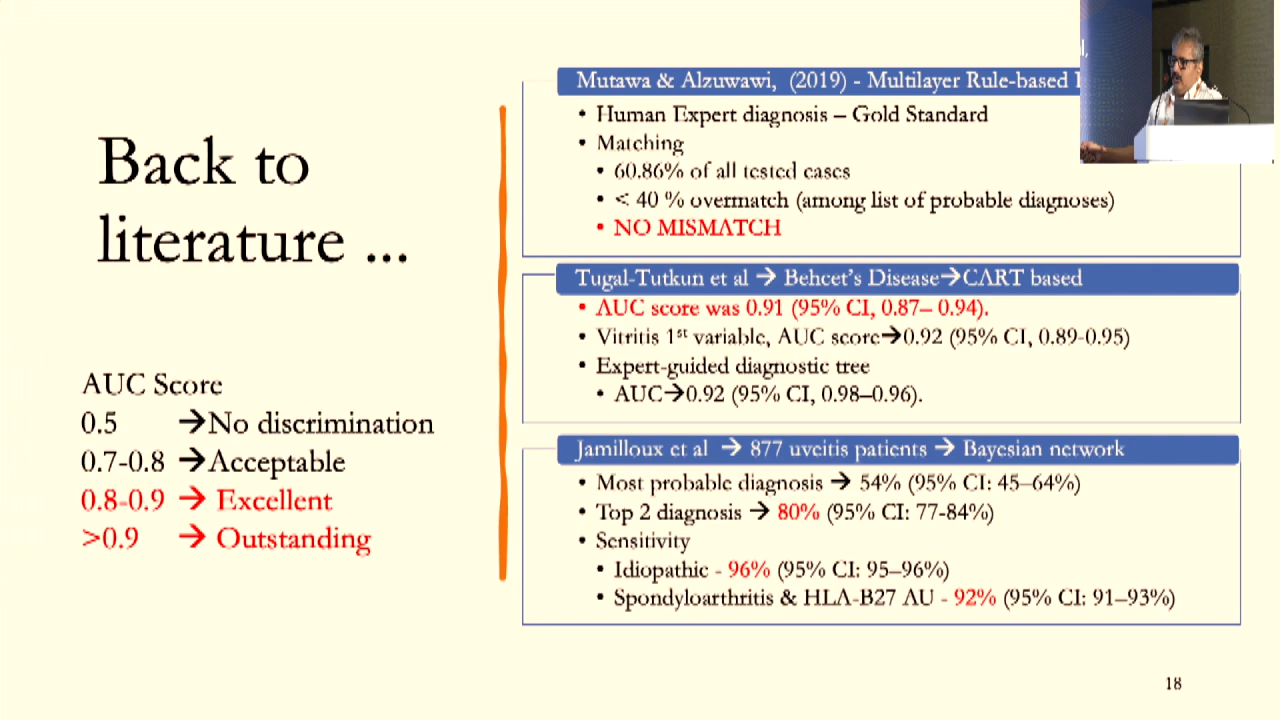 Back to
literature ...
AUC Score
0.5 →No discrimination
0.7-0.8 →Acceptable
0.8-0.9 → Excellent
>0.9 → Outstanding
Mutawa & Alzuwawi, (2019) - Multilayer Rule-based
• Human Expert diagnosis – Gold Standard
• Matching
• 60.86% of all tested cases
• < 40 % overmatch (among list of probable diagnoses)
• NO MISMATCH
Tugal-Tutkun et al → Behcet's Disease→CART based
• AUC score was 0.91 (95% CI, 0.87– 0.94).
• Vitritis 1st variable, AUC score→0.92 (95% CI, 0.89-0.95)
• Expert-guided diagnostic tree
• AUC→0.92 (95% CI, 0.98–0.96).
Jamilloux et al → 877 uveitis patients → Bayesian network
• Most probable diagnosis → 54% (95% CI: 45–64%)
• Top 2 diagnosis → 80% (95% CI: 77-84%)
• Sensitivity
• Idiopathic - 96% (95% CI: 95–96%)
• Spondyloarthritis & HLA-B27 AU - 92% (95% CI: 91–93%)
18